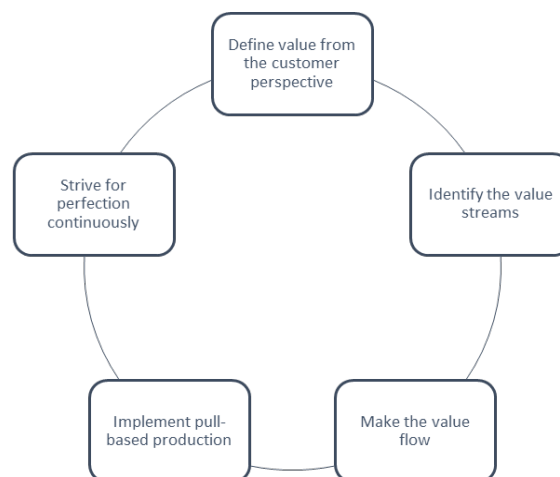 Define value from
the customer
perspective
Identify the value
streams
Make the value
flow
Implement pull-
based production
Strive for
perfection
continuously